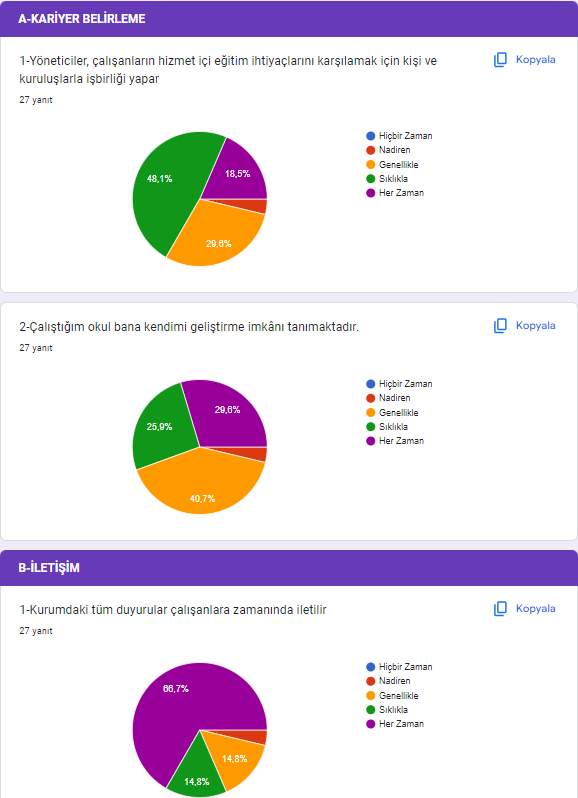 A-KARİYER BELİRLEME
1-Yöneticiler, çalışanların hizmet içi eğitim ihtiyaçlarını karşılamak için kişi ve
kuruluşlarla işbirliği yapar
Kopyala
27 yanıt
48,1%
18,5%
29,6%
Hiçbir Zaman
Nadiren
Genellikle
Sıklıkla
Her Zaman
2-Çalıştığım okul bana kendimi geliştirme imkânı tanımaktadır.
Kopyala
27 yanıt
29,6%
25,9%
40,7%
Hiçbir Zaman
Nadiren
Genellikle
Sıklıkla
Her Zaman
B-İLETİŞİM
1-Kurumdaki tüm duyurular çalışanlara zamanında iletilir
Kopyala
27 yanıt
66,7%
14,8%
14,8%
Hiçbir Zaman
Nadiren
Genellikle
Sıklıkla
Her Zaman